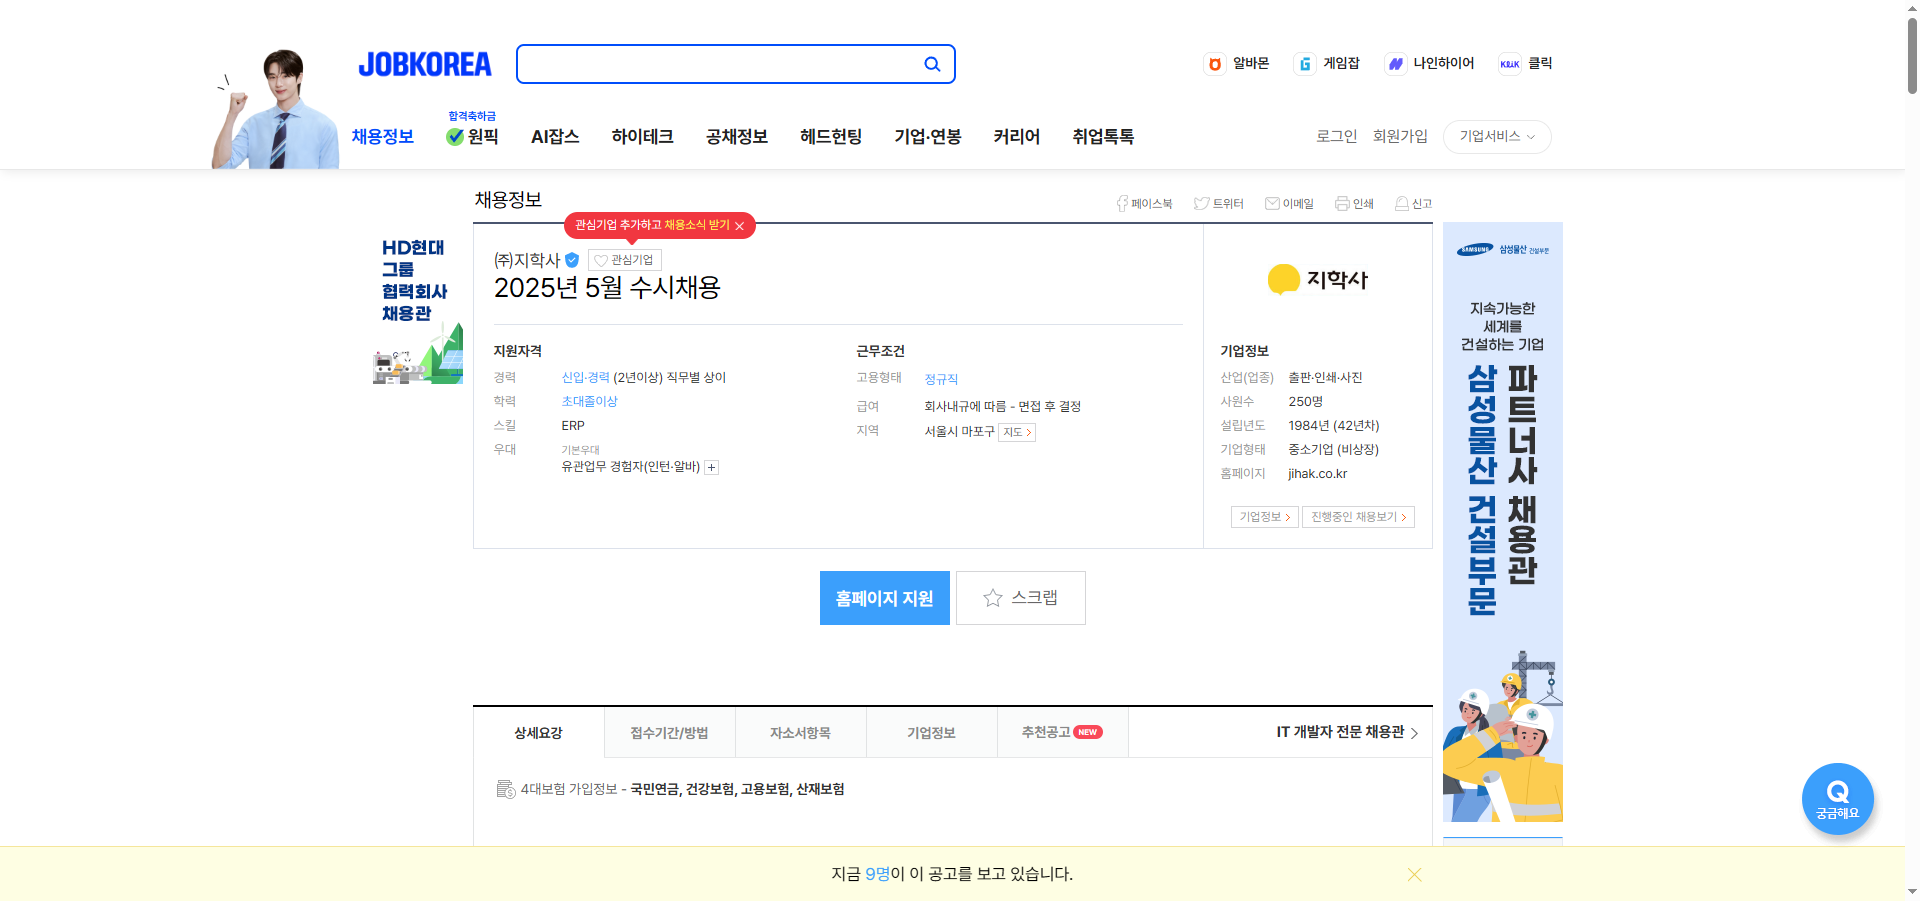 JOBKOREA
알바몬
게임잡
나인하이어
K리K 클릭
채용정보
합격축하금
원픽
AI잡스
하이테크
공채정보
헤드헌팅
기업·연봉
커리어
취업톡톡
로그인
회원가입
기업서비스
채용정보
페이스북
트위터
이메일
인쇄
신고
관심기업 추가하고 채용소식 받기
HD현대
그룹
협력회사
채용관
㈜지학사
관심기업
2025년 5월 수시채용
지원자격
경력 신입·경력 (2년이상) 직무별 상이
학력 초대졸이상
스킬 ERP
우대 기본우대
유관업무 경험자(인턴·알바)
근무조건
고용형태 정규직
급여 회사내규에 따름 - 면접 후 결정
지역 서울시 마포구 지도
지학사
기업정보
산업(업종) 출판·인쇄·사진
사원수 250명
설립년도 1984년 (42년차)
기업형태 중소기업 (비상장)
홈페이지 jihak.co.kr
기업정보
진행중인 채용보기
SAMSUNG 삼성물산 건설부문
지속가능한
세계를
건설하는 기업
파트너사 채용관
삼성물산 건설부문
홈페이지 지원
스크랩
상세요강
접수기간/방법
자소서항목
기업정보
추천공고 NEW
IT 개발자 전문 채용관
4대보험 가입정보 - 국민연금, 건강보험, 고용보험, 산재보험
Q
궁금해요
지금 9명이 이 공고를 보고 있습니다.